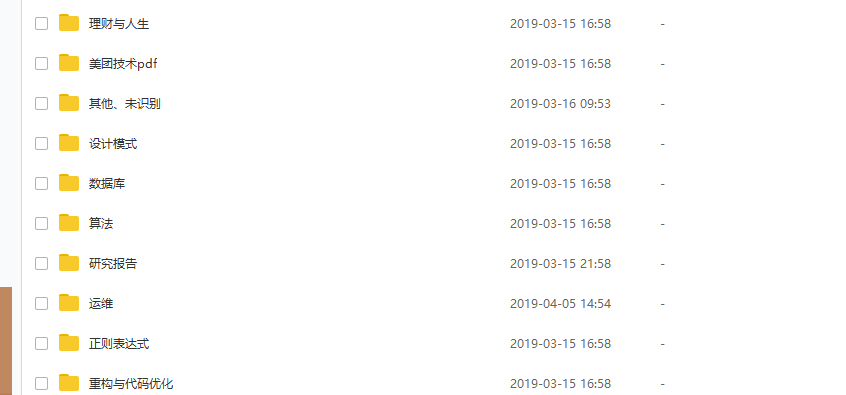 理财与人生 2019-03-15 16:58 -
美团技术pdf 2019-03-15 16:58 -
其他、未识别 2019-03-16 09:53 -
设计模式 2019-03-15 16:58 -
数据库 2019-03-15 16:58 -
算法 2019-03-15 16:58 -
研究报告 2019-03-15 21:58 -
运维 2019-04-05 14:54 -
正则表达式 2019-03-15 16:58 -
重构与代码优化 2019-03-15 16:58 -